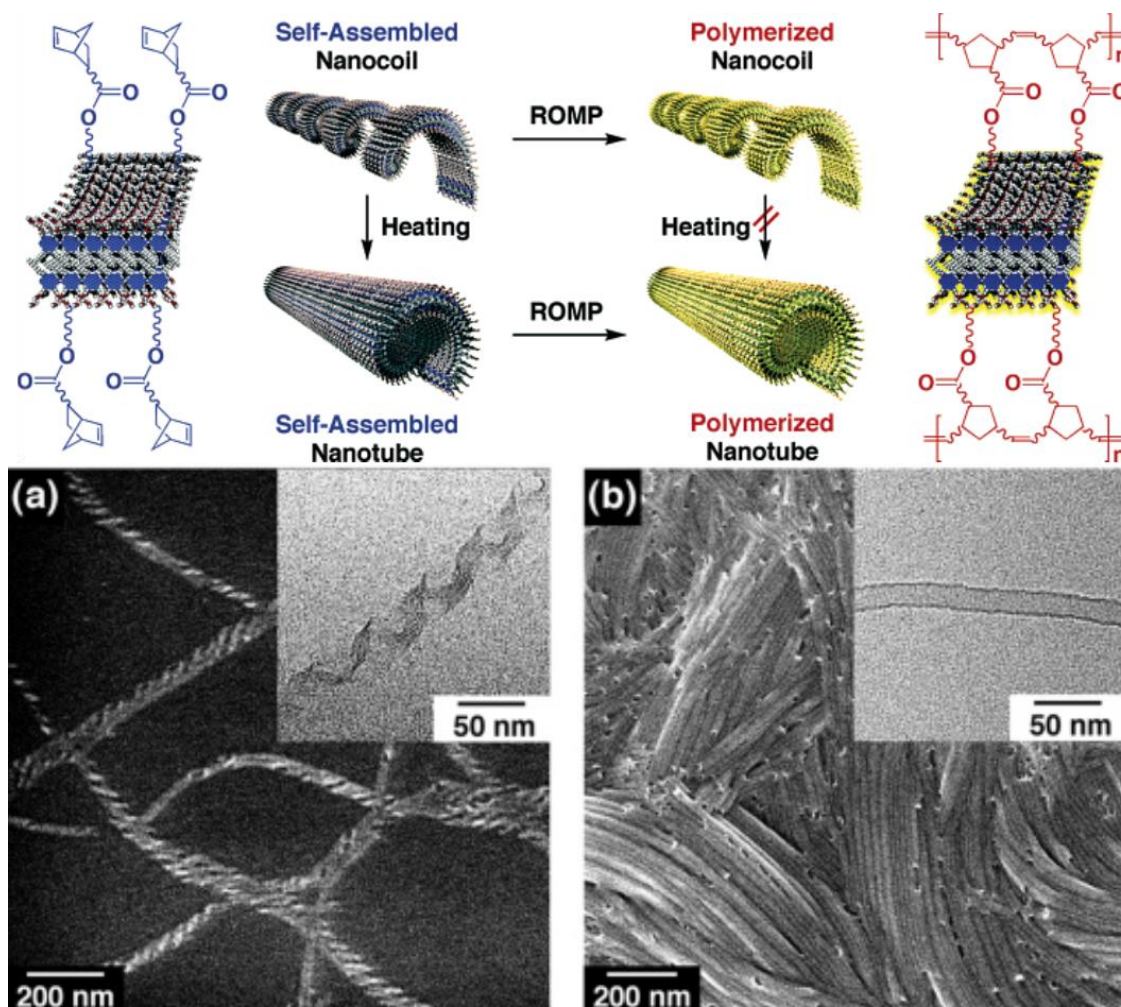 Self-Assembled
Nanocoil
Polymerized
Nanocoil
ROMP
Heating
Heating
ROMP
Self-Assembled
Nanotube
Polymerized
Nanotube
O
O
O
O
O
O
O
O
n
O
O
O
O
O
O
O
O
n
(a)
50 nm
200 nm
(b)
50 nm
200 nm